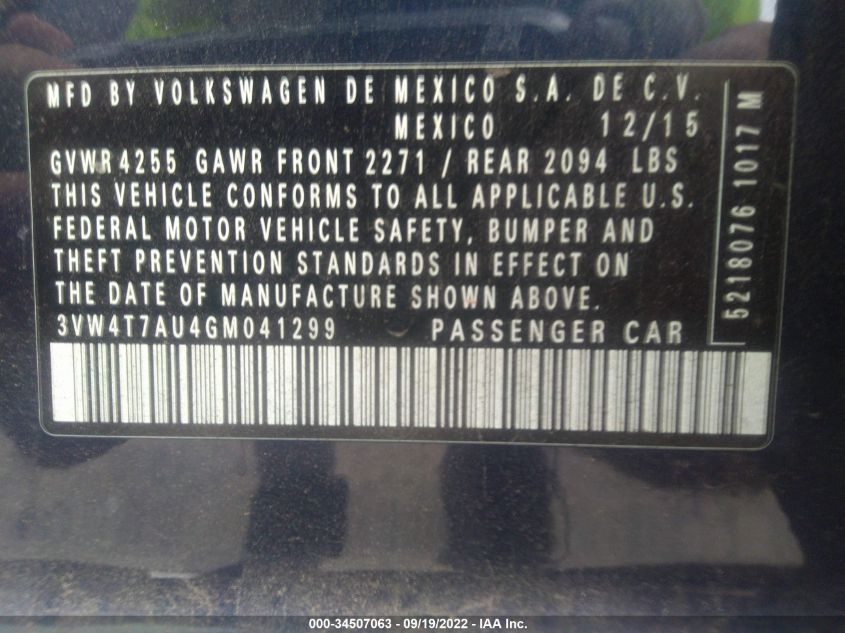 MFD BY VOLKSWAGEN DE MEXICO S.A. DE C.V.
MEXICO 12/15
GVWR 4255 GAWR FRONT 2271 / REAR 2094 LBS
THIS VEHICLE CONFORMS TO ALL APPLICABLE U.S.
FEDERAL MOTOR VEHICLE SAFETY, BUMPER AND
THEFT PREVENTION STANDARDS IN EFFECT ON
THE DATE OF MANUFACTURE SHOWN ABOVE.
3VW4T7AU4GM041299 PASSENGER CAR
5218076 1017 M
000-34507063 - 09/19/2022 - IAA Inc.